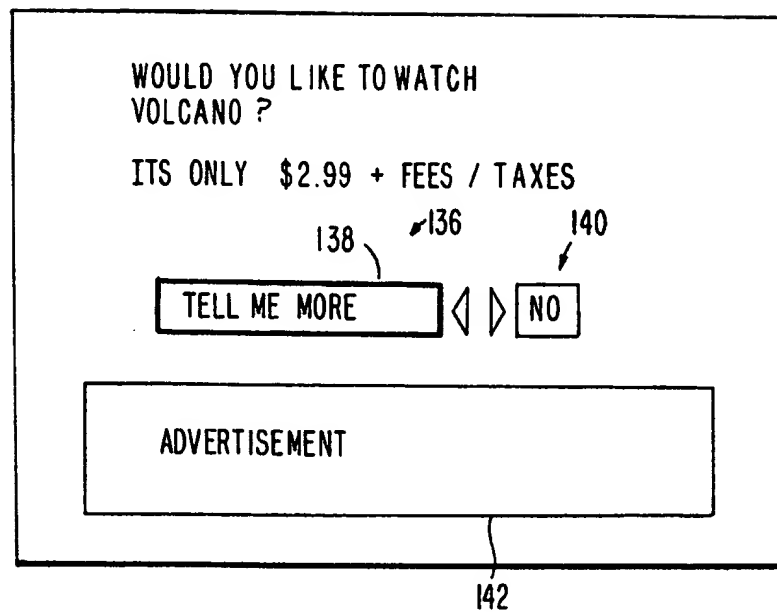 WOULD YOU LIKE TO WATCH
VOLCANO ?
ITS ONLY $2.99 + FEES / TAXES
138 136 140
TELL ME MORE NO
ADVERTISEMENT
142